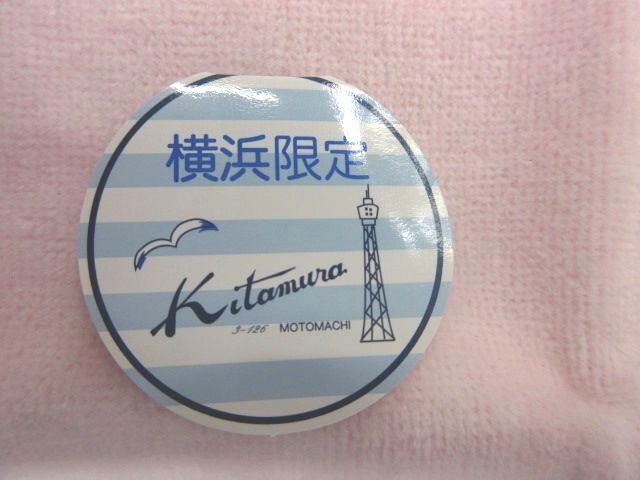 横浜限定
Kitamura
3-126 MOTOMACHI